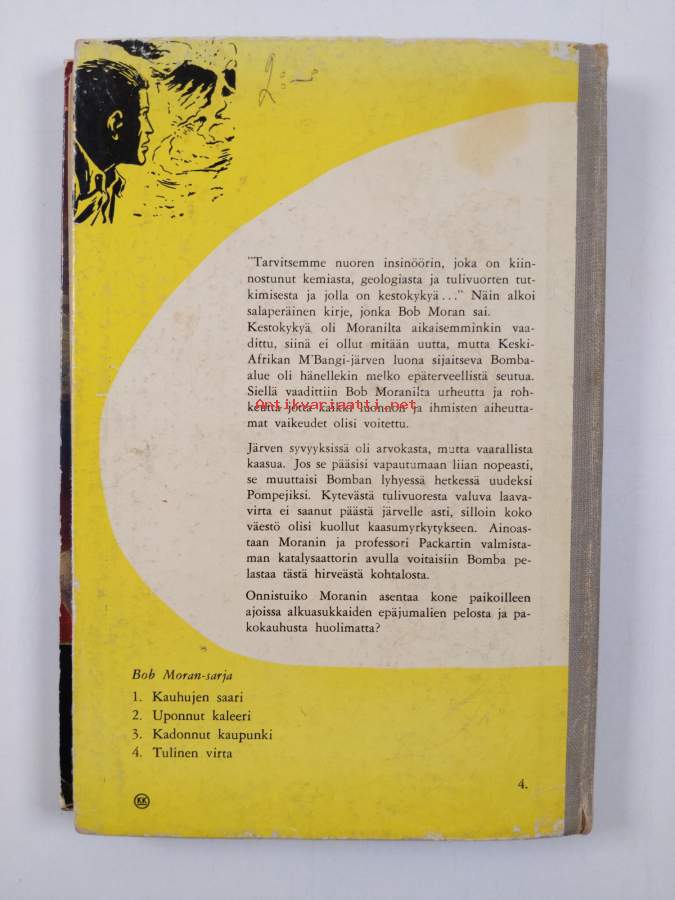 2:-
"Tarvitsemme nuoren insinöörin, joka on kiin-
nostunut kemiasta, geologiasta ja tulivuorten tut-
kimisesta ja jolla on kestokykyä..." Näin alkoi
salaperäinen kirje, jonka Bob Moran sai.
Kestokykyä oli Moranilta aikaisemminkin vaa-
dittu, siinä ei ollut mitään uutta, mutta Keski-
Afrikan M'Bangi-järven luona sijaitseva Bomba-
alue oli hänellekin melko epäterveellistä seutua.
Siellä vaadittiin Bob Moranilta urheutta ja roh-
Antikvariaatti.net
keutta jotta kaikki luonnon ja ihmisten aiheutta-
mat vaikeudet olisi voitettu.
Järven syvyyksissä oli arvokasta, mutta vaarallista
kaasua. Jos se pääsisi vapautumaan liian nopeasti,
se muuttaisi Bomban lyhyessä hetkessä uudeksi
Pompejiksi. Kytevästä tulivuoresta valuva laava-
virta ei saanut päästä järvelle asti, silloin koko
väestö olisi kuollut kaasumyrkytykseen. Ainoas-
taan Moranin ja professori Packartin valmista-
man katalysaattorin avulla voitaisiin Bomba pe-
lastaa tästä hirveästä kohtalosta.
Onnistuiko Moranin asentaa kone paikoilleen
ajoissa alkuasukkaiden epäjumalien pelosta ja pa-
kokauhusta huolimatta?
Bob Moran-sarja
1. Kauhujen saari
2. Uponnut kaleeri
3. Kadonnut kaupunki
4. Tulinen virta
4.
KK